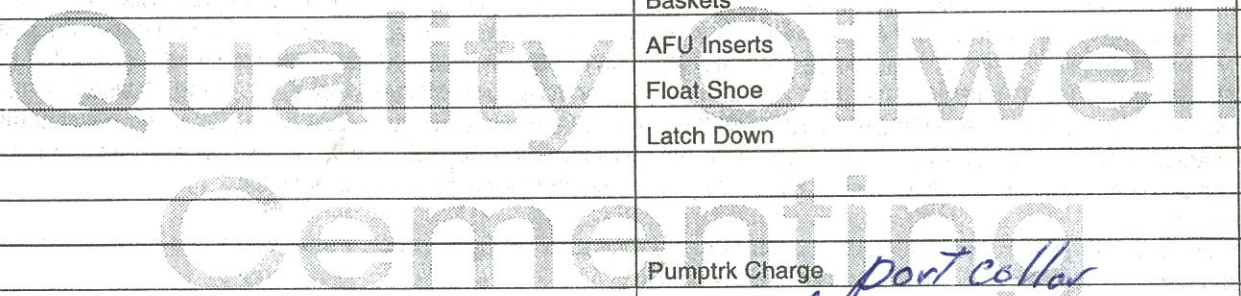 Baskets
AFU Inserts
Quality Oilwell
Float Shoe
Latch Down
Cementing
Pumptrk Charge port collar